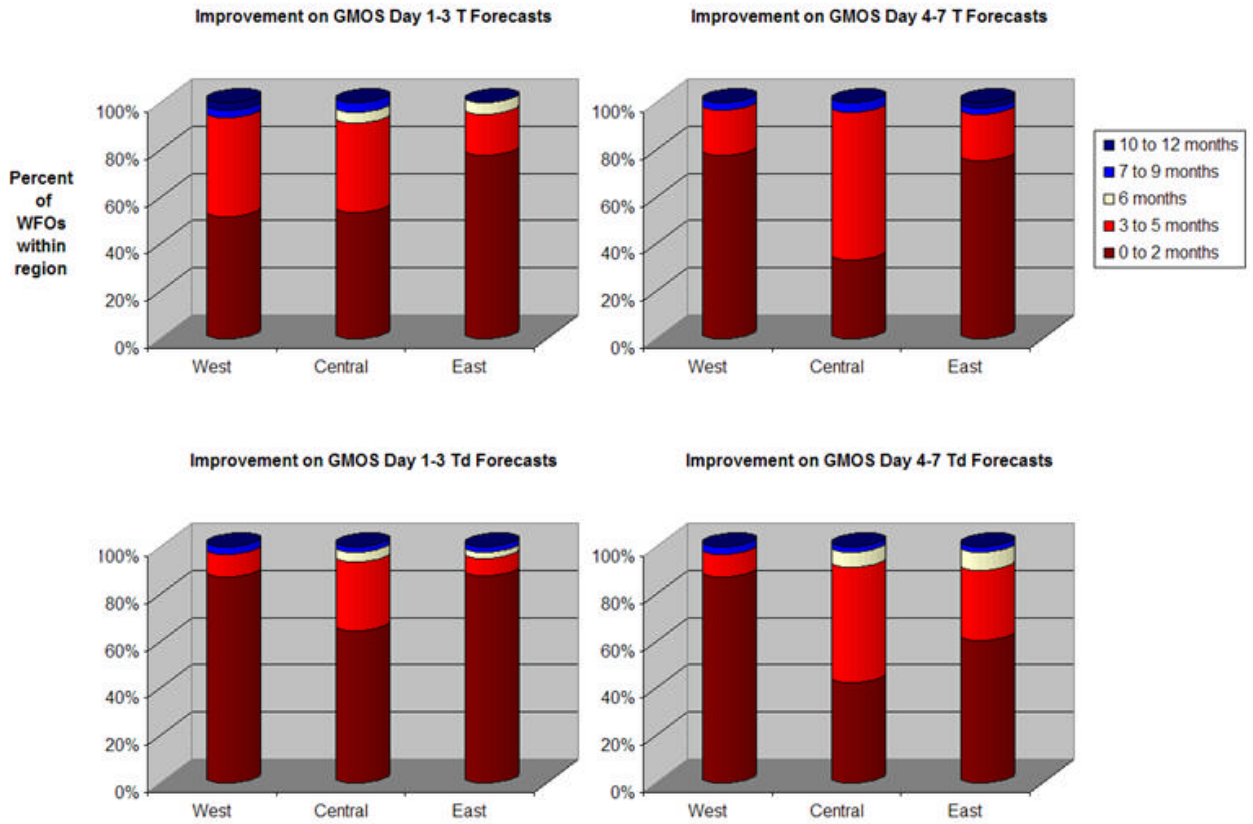 Improvement on GMOS Day 1-3 T Forecasts
100%
80%
60%
40%
20%
0%
Percent
of
WFOs
within
region
West Central East
Improvement on GMOS Day 4-7 T Forecasts
100%
80%
60%
40%
20%
0%
West Central East
10 to 12 months
7 to 9 months
6 months
3 to 5 months
0 to 2 months
Improvement on GMOS Day 1-3 Td Forecasts
100%
80%
60%
40%
20%
0%
West Central East
Improvement on GMOS Day 4-7 Td Forecasts
100%
80%
60%
40%
20%
0%
West Central East